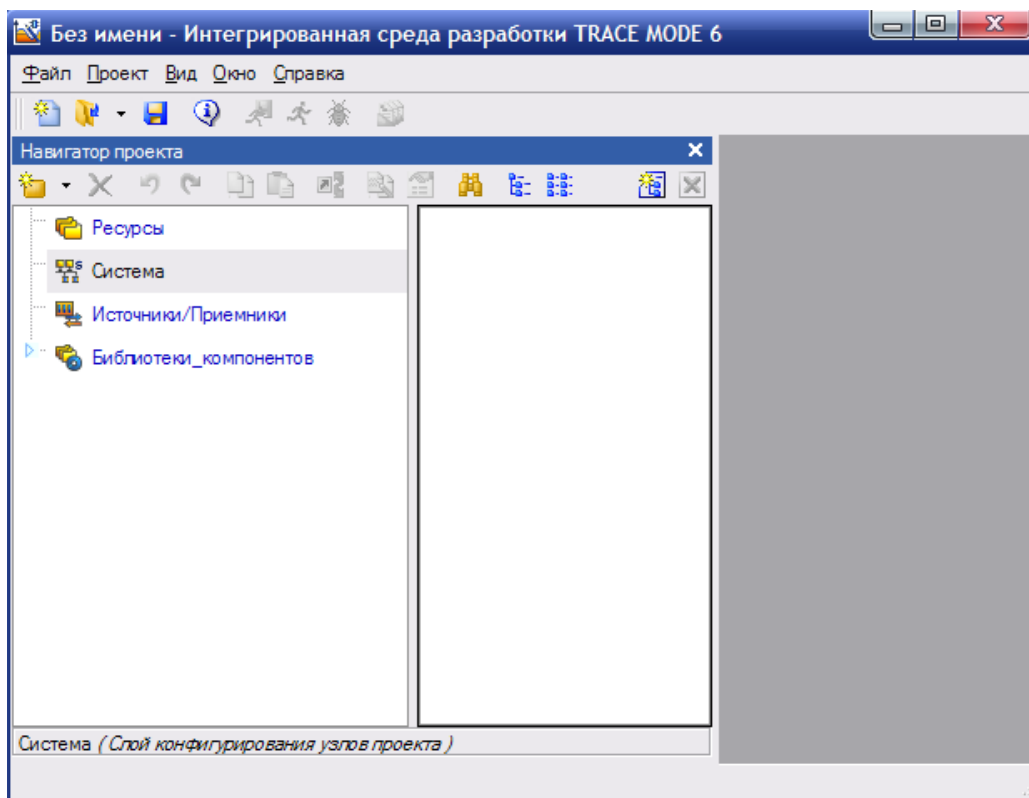 Без имени - Интегрированная среда разработки TRACE MODE 6
Файл Проект Вид Окно Справка
Навигатор проекта
Ресурсы
Система
Источники/Приемники
Библиотеки_компонентов
Система ( Слой конфигурирования узлов проекта )